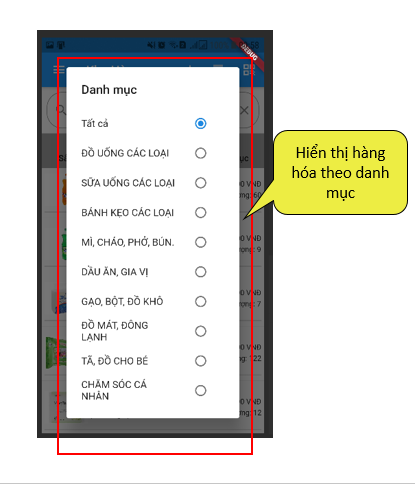 DEBUG
Danh mục
Tất cả
ĐỒ UỐNG CÁC LOẠI
SỮA UỐNG CÁC LOẠI
BÁNH KẸO CÁC LOẠI
MÌ, CHÁO, PHỞ, BÚN.
DẦU ĂN, GIA VỊ
GẠO, BỘT, ĐỒ KHÔ
ĐỒ MÁT, ĐÔNG
LẠNH
TÃ, ĐỒ CHO BÉ
CHĂM SÓC CÁ
NHÂN
Hiển thị hàng
hóa theo danh
mục